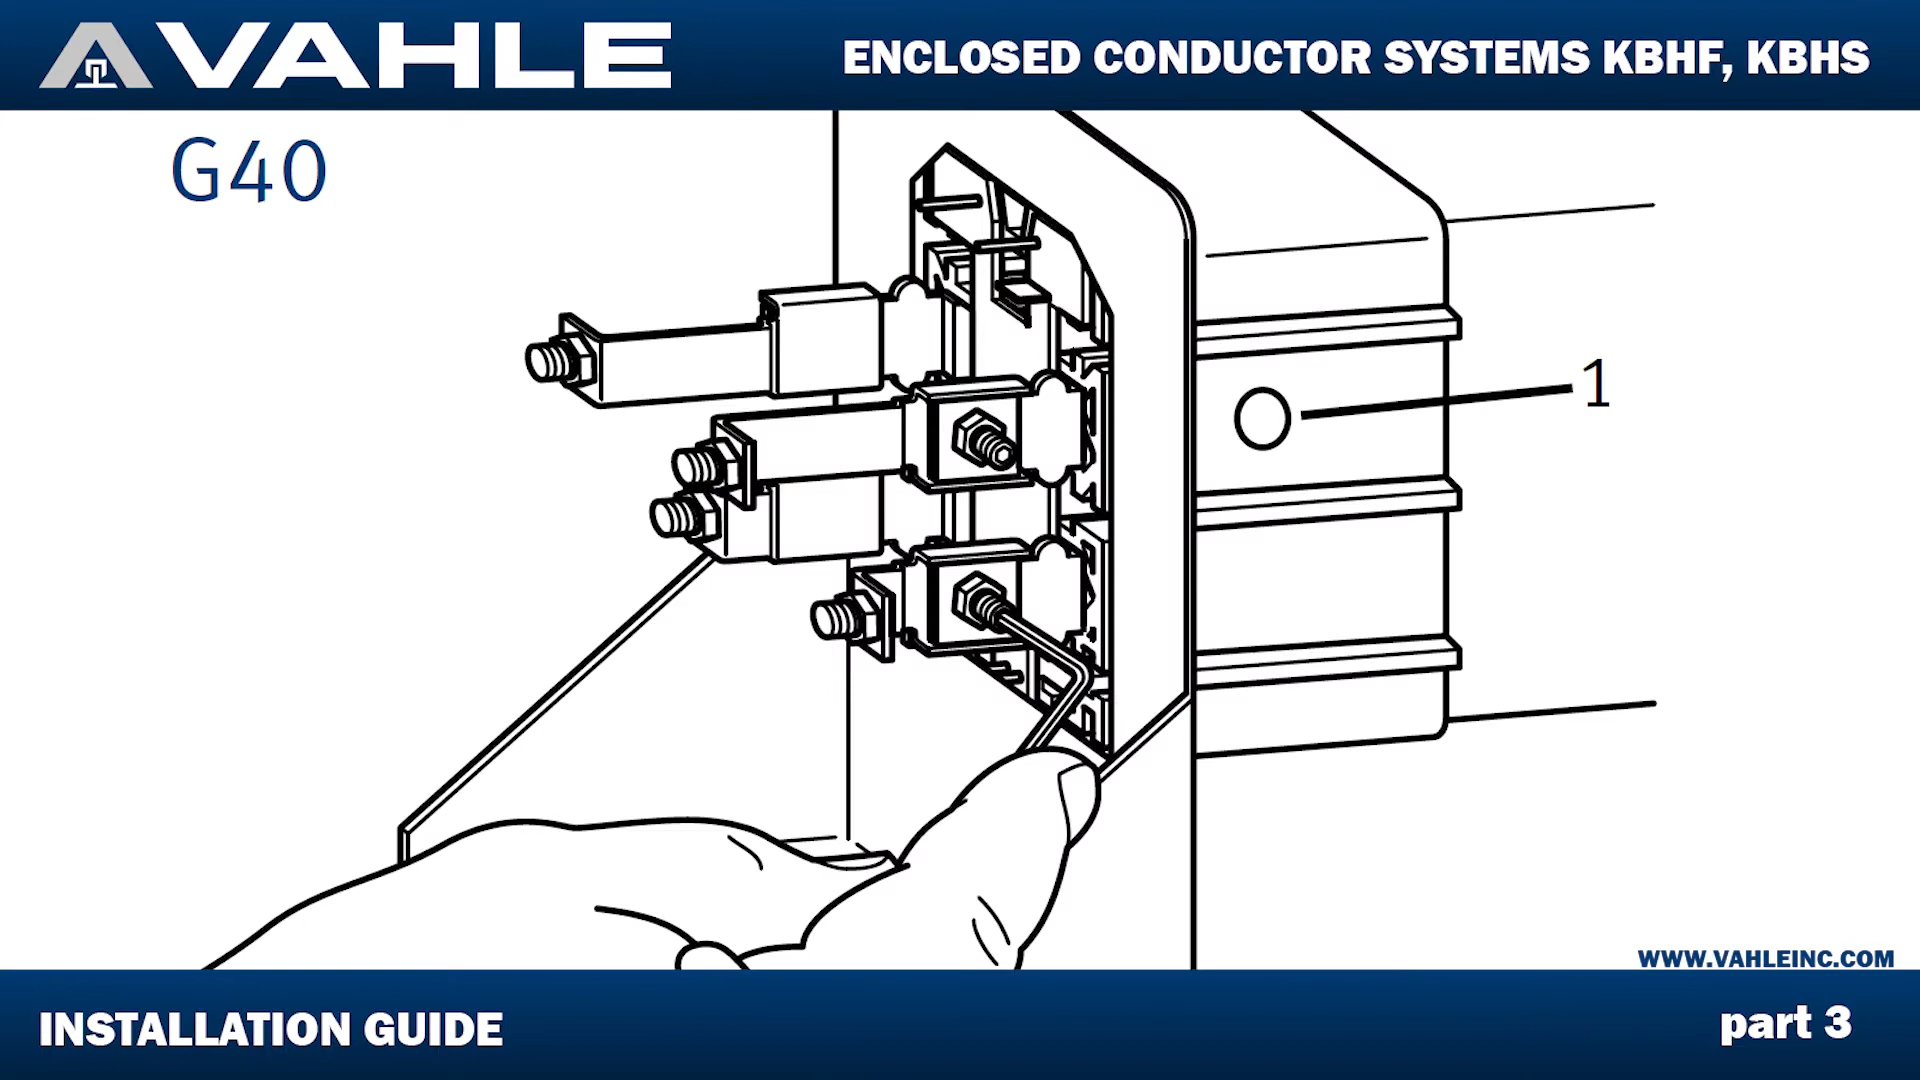 VAHLE
ENCLOSED CONDUCTOR SYSTEMS KBHF, KBHS
G40
1
WWW.VAHLEINC.COM
INSTALLATION GUIDE
part 3